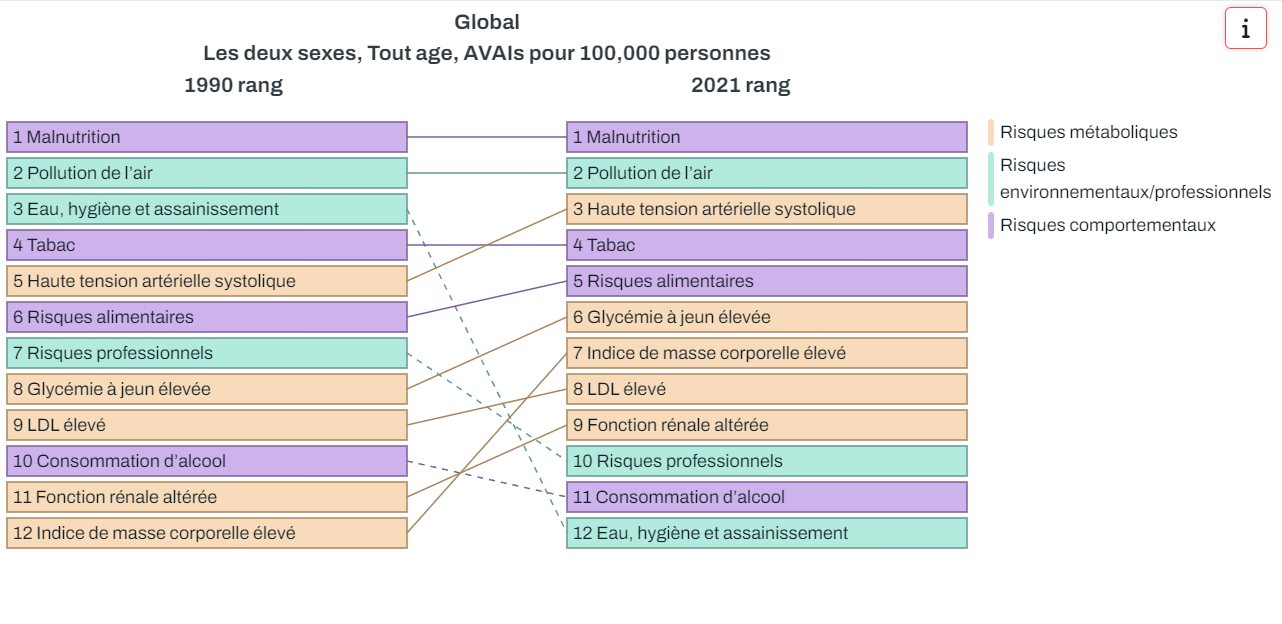 Global
Les deux sexes, Tout age, AVAIs pour 100,000 personnes
1990 rang
2021 rang
1 Malnutrition
2 Pollution de l’air
3 Eau, hygiène et assainissement
4 Tabac
5 Haute tension artérielle systolique
6 Risques alimentaires
7 Risques professionnels
8 Glycémie à jeun élevée
9 LDL élevé
10 Consommation d’alcool
11 Fonction rénale altérée
12 Indice de masse corporelle élevé
1 Malnutrition
2 Pollution de l’air
3 Haute tension artérielle systolique
4 Tabac
5 Risques alimentaires
6 Glycémie à jeun élevée
7 Indice de masse corporelle élevé
8 LDL élevé
9 Fonction rénale altérée
10 Risques professionnels
11 Consommation d’alcool
12 Eau, hygiène et assainissement
Risques métaboliques
Risques
environnementaux/professionnels
Risques comportementaux
i